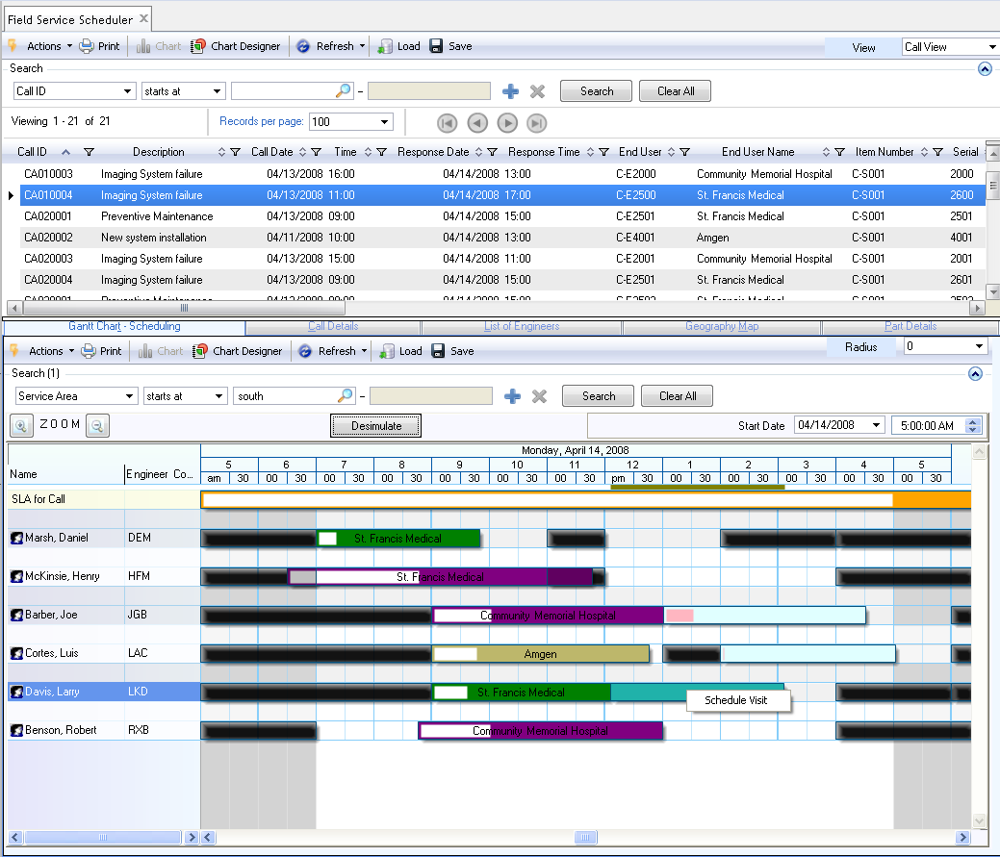 Field Service Scheduler
Actions Print Chart Chart Designer Refresh Load Save View Call View
Search
Call ID starts at – Search Clear All
Viewing 1 - 21 of 21 Records per page: 100
Call ID Description Call Date Time Response Date Response Time End User End User Name Item Number Serial
CA010003 Imaging System failure 04/13/2008 16:00 04/14/2008 13:00 C-E2000 Community Memorial Hospital C-S001 2000
CA010004 Imaging System failure 04/13/2008 11:00 04/14/2008 17:00 C-E2500 St. Francis Medical C-S001 2600
CA020001 Preventive Maintenance 04/13/2008 09:00 04/14/2008 15:00 C-E2501 St. Francis Medical C-S001 2501
CA020002 New system installation 04/11/2008 10:00 04/14/2008 13:00 C-E4001 Amgen C-S001 4001
CA020003 Imaging System failure 04/13/2008 15:00 04/14/2008 11:00 C-E2001 Community Memorial Hospital C-S001 2001
CA020004 Imaging System failure 04/13/2008 09:00 04/14/2008 15:00 C-E2501 St. Francis Medical C-S001 2601
Gantt Chart - Scheduling Call Details List of Engineers Geography Map Part Details
Actions Print Chart Chart Designer Refresh Load Save Radius 0
Search (1)
Service Area starts at south – Search Clear All
ZOOM Desimulate Start Date 04/14/2008 5:00:00 AM
Monday, April 14, 2008
Name Engineer Co... 5 6 7 8 9 10 11 12 1 2 3 4 5
am 30 00 30 00 30 00 30 00 30 00 30 00 30 pm 30 00 30 00 30 00 30 00 30 00 30
SLA for Call
Marsh, Daniel DEM St. Francis Medical
McKinsie, Henry HFM St. Francis Medical
Barber, Joe JGB Community Memorial Hospital
Cortes, Luis LAC Amgen
Davis, Larry LKD St. Francis Medical
Schedule Visit
Benson, Robert RXB Community Memorial Hospital